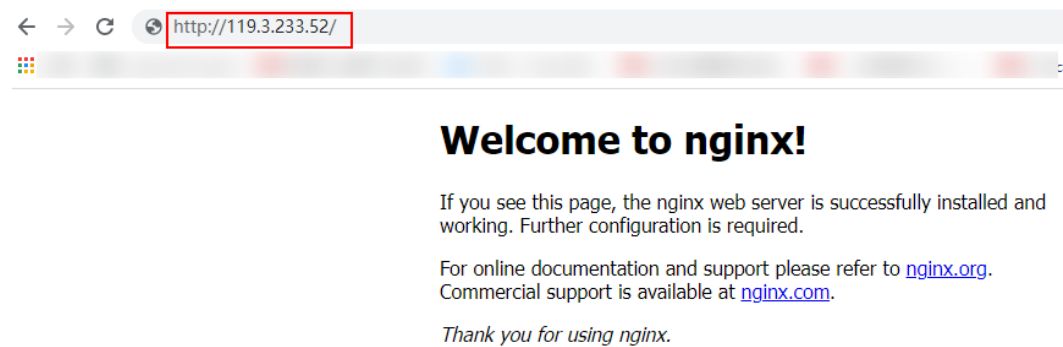 http://119.3.233.52/
Welcome to nginx!
If you see this page, the nginx web server is successfully installed and
working. Further configuration is required.
For online documentation and support please refer to nginx.org.
Commercial support is available at nginx.com.
Thank you for using nginx.